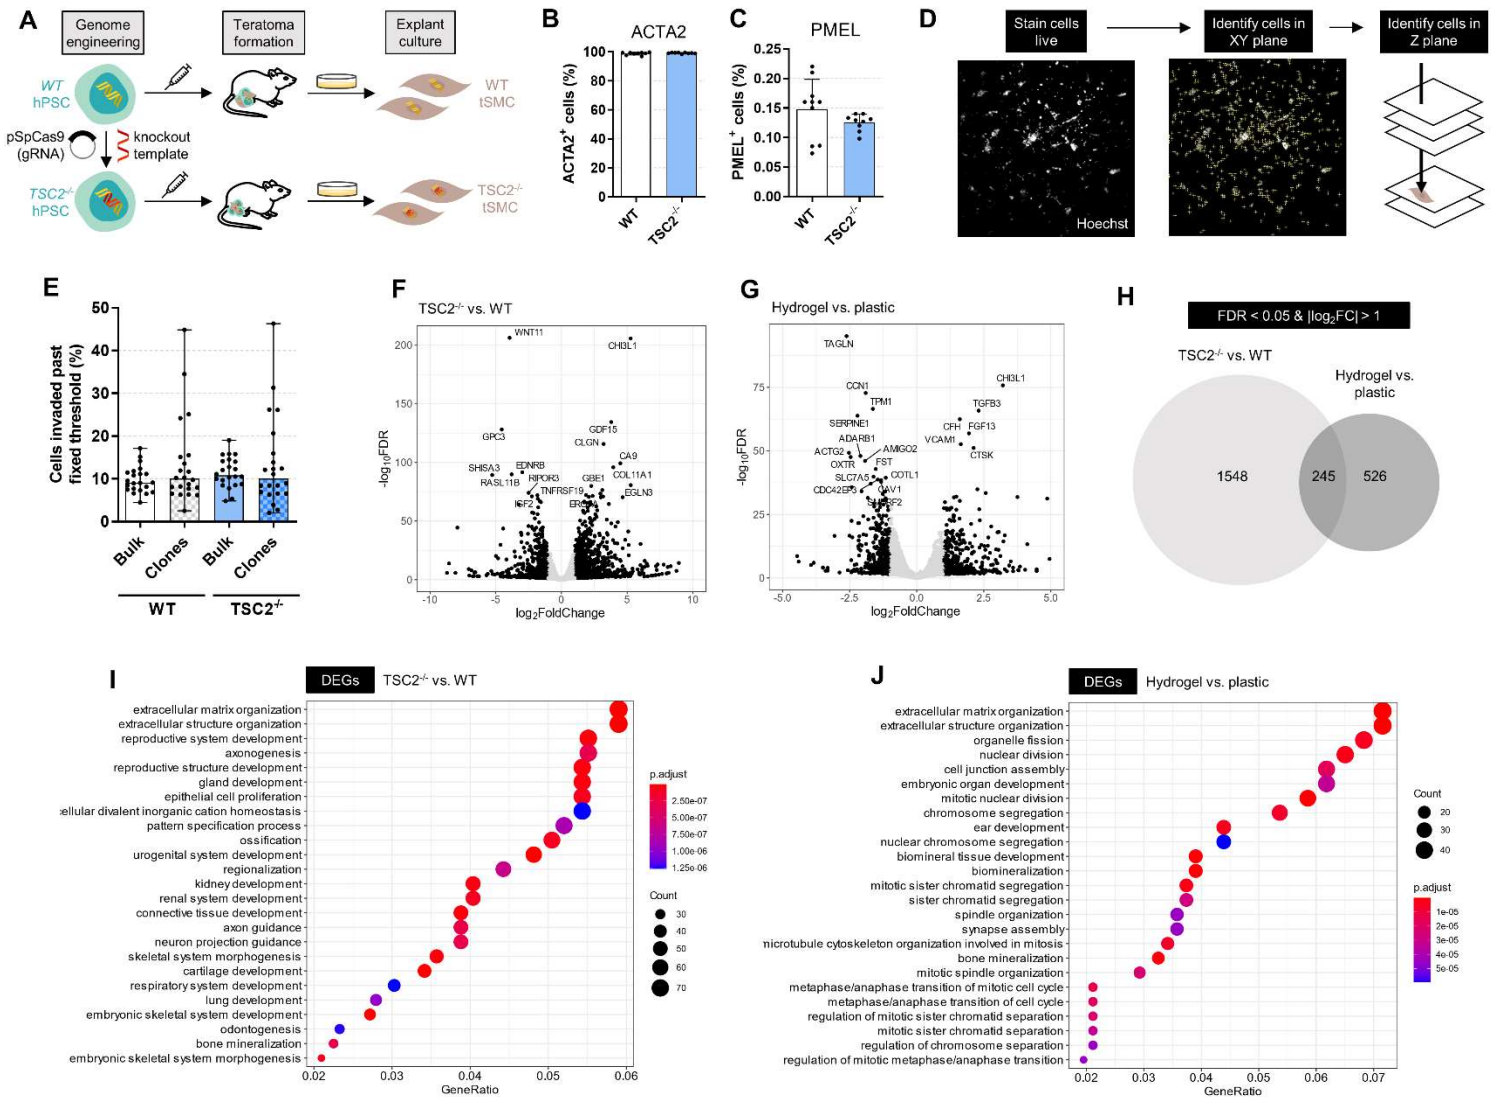 A
Genome
engineering
Teratoma
formation
Explant
culture
WT
hPSC
WT
tSMC
pSpCas9
(gRNA)
knockout
template
TSC2-/-
hPSC
TSC2-/-
tSMC
B
ACTA2
ACTA2+ cells (%)
100
80
60
40
20
0
WT
TSC2-/-
C
PMEL
PMEL+ cells (%)
0.25
0.20
0.15
0.10
0.05
0.00
WT
TSC2-/-
D
Stain cells
live
Identify cells in
XY plane
Identify cells in
Z plane
Hoechst
E
Cells invaded past
fixed threshold (%)
50
40
30
20
10
0
Bulk
Clones
Bulk
Clones
WT
TSC2-/-
F
TSC2-/- vs. WT
-log10FDR
200
150
100
50
0
WNT11
CHI3L1
GPC3
GDF15
CLGN
CA9
SHISA3
EDNRB
COL11A1
RASL11B
RIPOR3
GBE1
TNFRSF19
EGLN3
IGF2
-10
-5
0
5
10
log2FoldChange
G
Hydrogel vs. plastic
-log10FDR
75
50
25
0
TAGLN
CHI3L1
CCN1
TPM1
TGFB3
SERPINE1
CFH
FGF13
ADARB1
VCAM1
ACTG2
AMIGO2
CTSK
OXTR
FST
SLC7A5
COTL1
CDC42EP3
CAV1
-5.0
-2.5
0.0
2.5
5.0
log2FoldChange
H
FDR < 0.05 & |log2FC| > 1
TSC2-/- vs. WT
Hydrogel vs.
plastic
1548
245
526
I
DEGs
TSC2-/- vs. WT
extracellular matrix organization
extracellular structure organization
reproductive system development
axonogenesis
reproductive structure development
gland development
epithelial cell proliferation
cellular divalent inorganic cation homeostasis
pattern specification process
ossification
urogenital system development
regionalization
kidney development
renal system development
connective tissue development
axon guidance
neuron projection guidance
skeletal system morphogenesis
cartilage development
respiratory system development
lung development
embryonic skeletal system development
odontogenesis
bone mineralization
embryonic skeletal system morphogenesis
0.02
0.03
0.04
0.05
0.06
GeneRatio
p.adjust
2.50e-07
5.00e-07
7.50e-07
1.00e-06
1.25e-06
Count
30
40
50
60
70
J
DEGs
Hydrogel vs. plastic
extracellular matrix organization
extracellular structure organization
organelle fission
nuclear division
cell junction assembly
embryonic organ development
mitotic nuclear division
chromosome segregation
ear development
nuclear chromosome segregation
biomineral tissue development
biomineralization
mitotic sister chromatid segregation
sister chromatid segregation
spindle organization
synapse assembly
microtubule cytoskeleton organization involved in mitosis
bone mineralization
mitotic spindle organization
metaphase/anaphase transition of mitotic cell cycle
metaphase/anaphase transition of cell cycle
regulation of mitotic sister chromatid separation
mitotic sister chromatid separation
regulation of chromosome separation
regulation of mitotic metaphase/anaphase transition
0.02
0.03
0.04
0.05
0.06
0.07
GeneRatio
Count
20
30
40
p.adjust
1e-05
2e-05
3e-05
4e-05
5e-05